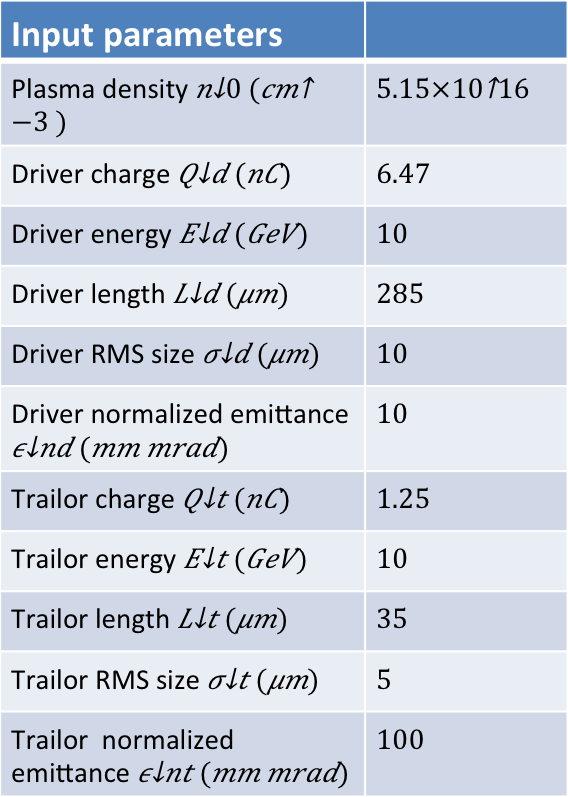 Input parameters
Plasma density n↓0 (cm↑ 5.15×10↑16
−3 )
Driver charge Q↓d (nC) 6.47
Driver energy E↓d (GeV) 10
Driver length L↓d (μm) 285
Driver RMS size σ↓d (μm) 10
Driver normalized emittance 10
ϵ↓nd (mm mrad)
Trailor charge Q↓t (nC) 1.25
Trailor energy E↓t (GeV) 10
Trailor length L↓t (μm) 35
Trailor RMS size σ↓t (μm) 5
Trailor normalized 100
emittance ϵ↓nt (mm mrad)